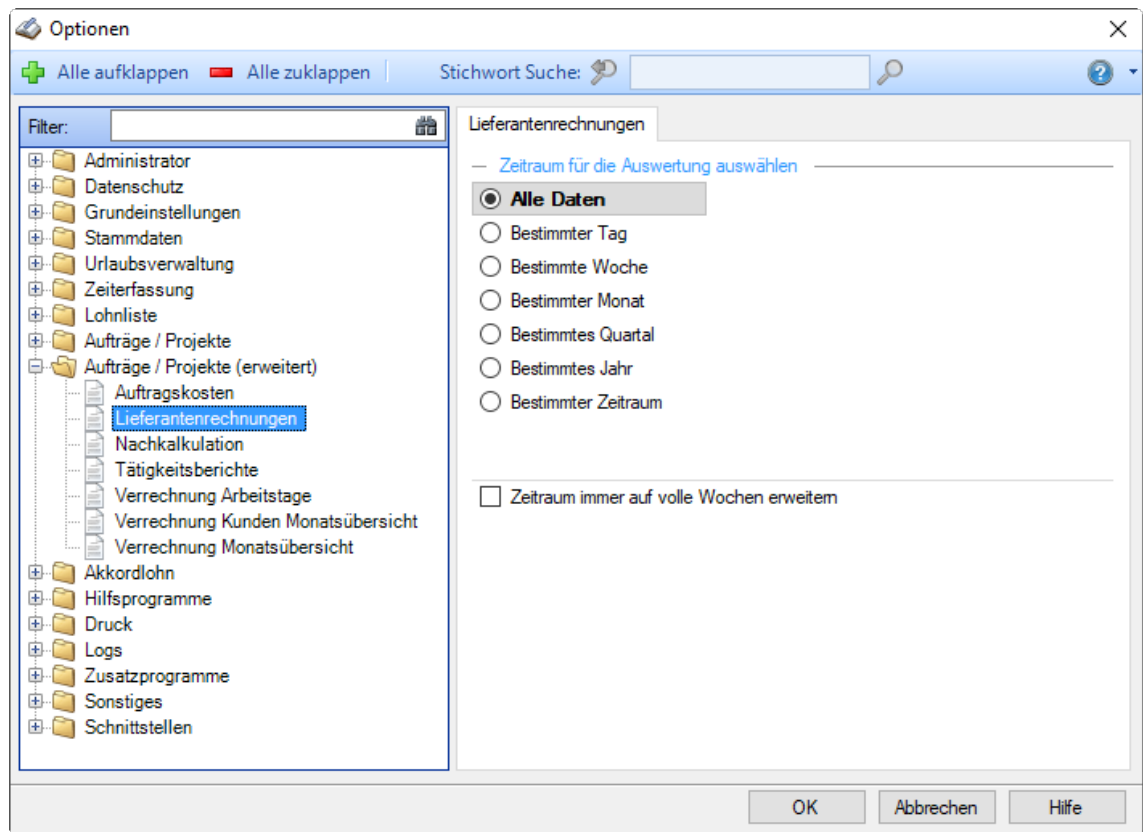 Optionen
Alle aufklappen Alle zuklappen Stichwort Suche:
Filter:
Administrator
Datenschutz
Grundeinstellungen
Stammdaten
Urlaubsverwaltung
Zeiterfassung
Lohnliste
Aufträge / Projekte
Aufträge / Projekte (erweitert)
Auftragskosten
Lieferantenrechnungen
Nachkalkulation
Tätigkeitsberichte
Verrechnung Arbeitstage
Verrechnung Kunden Monatsübersicht
Verrechnung Monatsübersicht
Akkordlohn
Hilfsprogramme
Druck
Logs
Zusatzprogramme
Sonstiges
Schnittstellen
Lieferantenrechnungen
Zeitraum für die Auswertung auswählen
Alle Daten
Bestimmter Tag
Bestimmte Woche
Bestimmter Monat
Bestimmtes Quartal
Bestimmtes Jahr
Bestimmter Zeitraum
Zeitraum immer auf volle Wochen erweitern
OK Abbrechen Hilfe